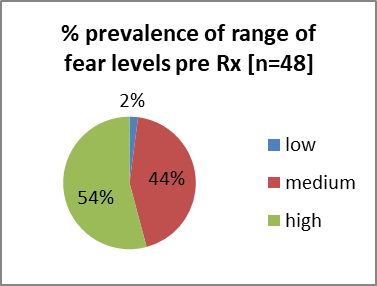 % prevalence of range of
fear levels pre Rx [n=48]
2%
44%
54%
low
medium
high